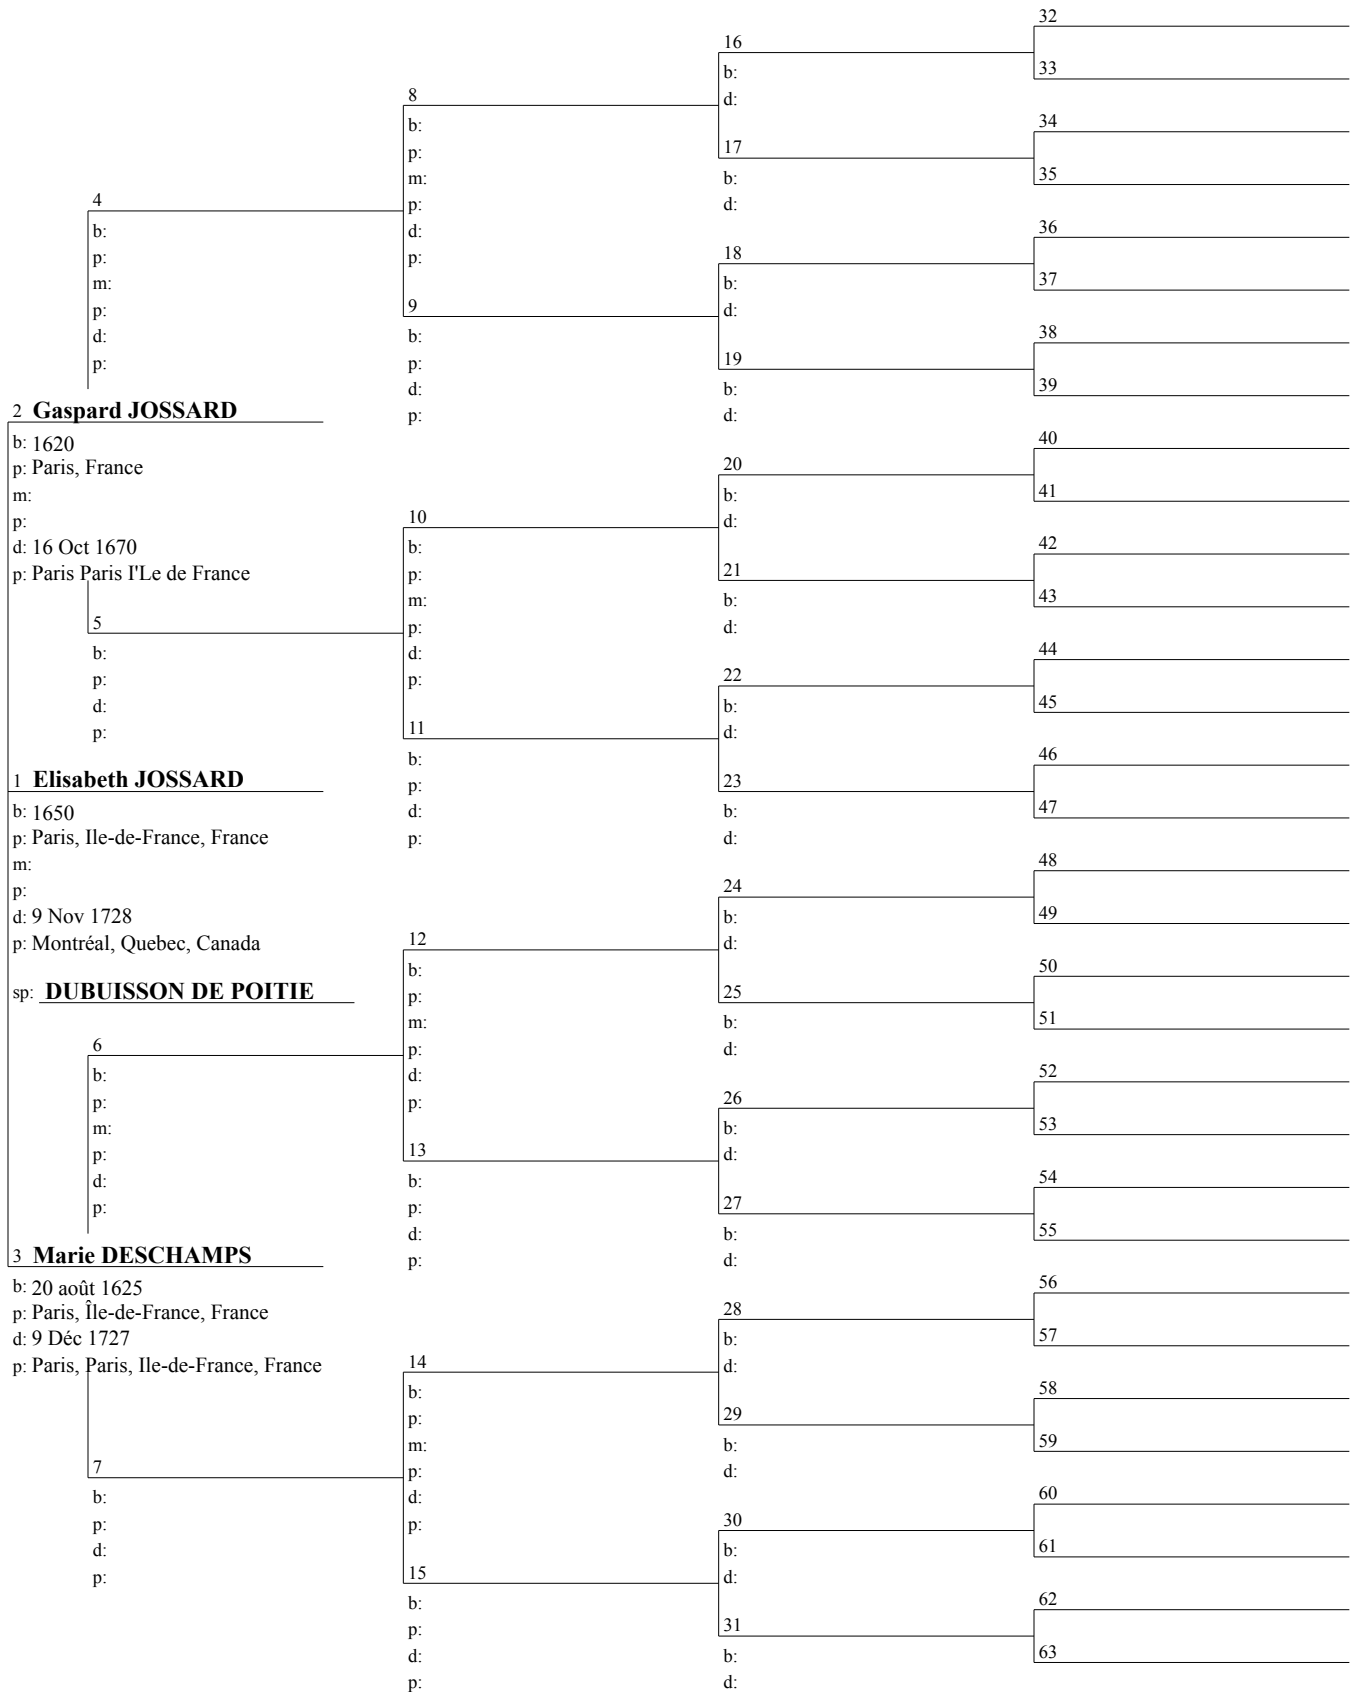 4
b:
p:
m:
p:
d:
p:
2 Gaspard JOSSARD
b: 1620
p: Paris, France
m:
p:
d: 16 Oct 1670
p: Paris Paris I'Le de France
5
b:
p:
d:
p:
1 Elisabeth JOSSARD
b: 1650
p: Paris, Ile-de-France, France
m:
p:
d: 9 Nov 1728
p: Montréal, Quebec, Canada
sp: DUBUISSON DE POITIE
6
b:
p:
m:
p:
d:
p:
3 Marie DESCHAMPS
b: 20 août 1625
p: Paris, Île-de-France, France
d: 9 Déc 1727
p: Paris, Paris, Ile-de-France, France
7
b:
p:
d:
p:
8
b:
p:
m:
p:
d:
p:
9
b:
p:
d:
p:
10
b:
p:
m:
p:
d:
p:
11
b:
p:
d:
p:
12
b:
p:
m:
p:
d:
p:
13
b:
p:
d:
p:
14
b:
p:
m:
p:
d:
p:
15
b:
p:
d:
p:
16
b:
d:
17
b:
d:
18
b:
d:
19
b:
d:
20
b:
d:
21
b:
d:
22
b:
d:
23
b:
d:
24
b:
d:
25
b:
d:
26
b:
d:
27
b:
d:
28
b:
d:
29
b:
d:
30
b:
d:
31
b:
d:
32
33
34
35
36
37
38
39
40
41
42
43
44
45
46
47
48
49
50
51
52
53
54
55
56
57
58
59
60
61
62
63